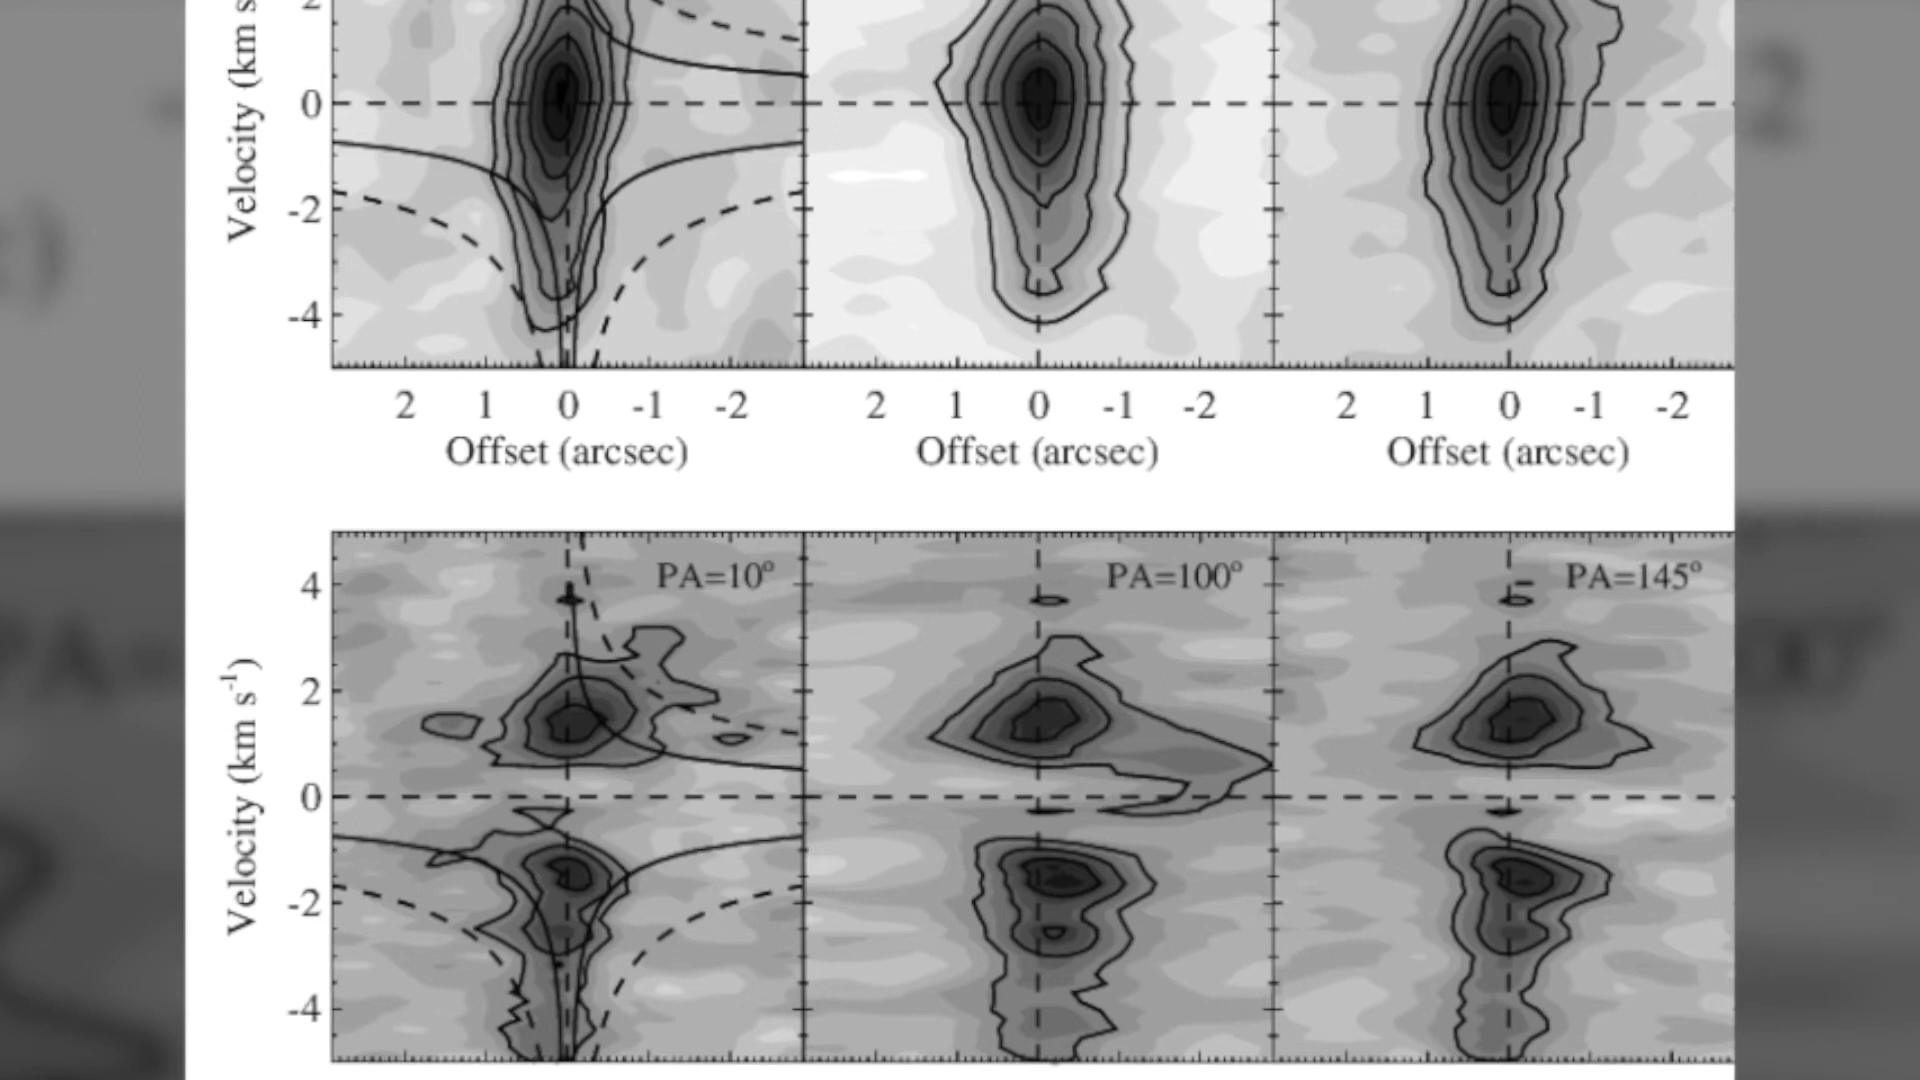 2
Velocity (km s
0
-2
-4
2 1 0 -1 -2 2 1 0 -1 -2 2 1 0 -1 -2
Offset (arcsec) Offset (arcsec) Offset (arcsec)
PA=10° PA=100° PA=145°
4
2
Velocity (km s⁻¹)
0
-2
-4
2
PA=